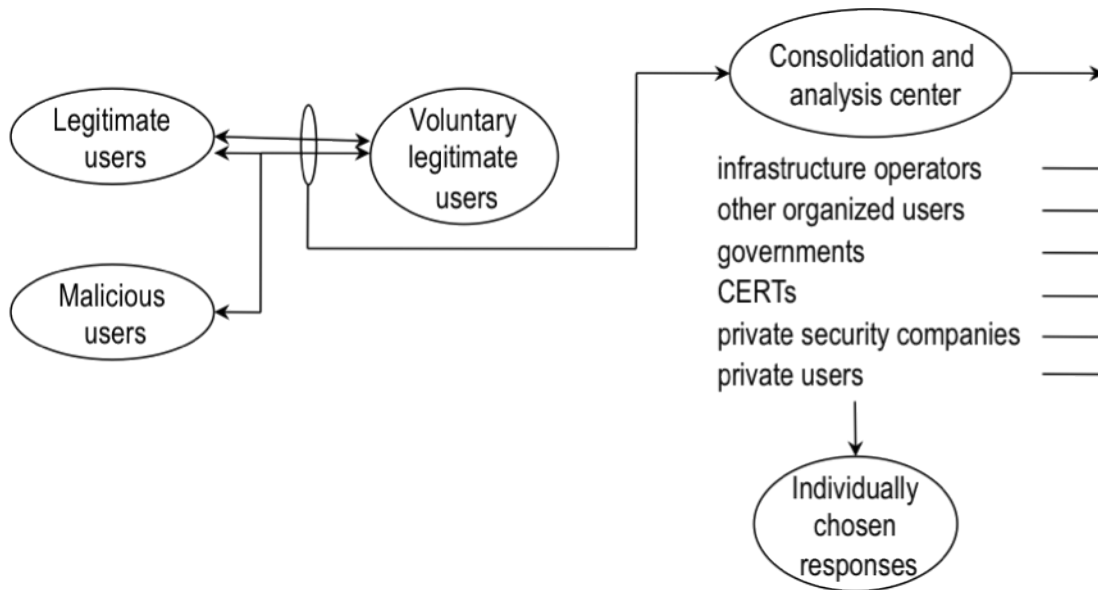 Legitimate
users
Voluntary
legitimate
users
Malicious
users
Consolidation and
analysis center
infrastructure operators
other organized users
governments
CERTs
private security companies
private users
Individually
chosen
responses